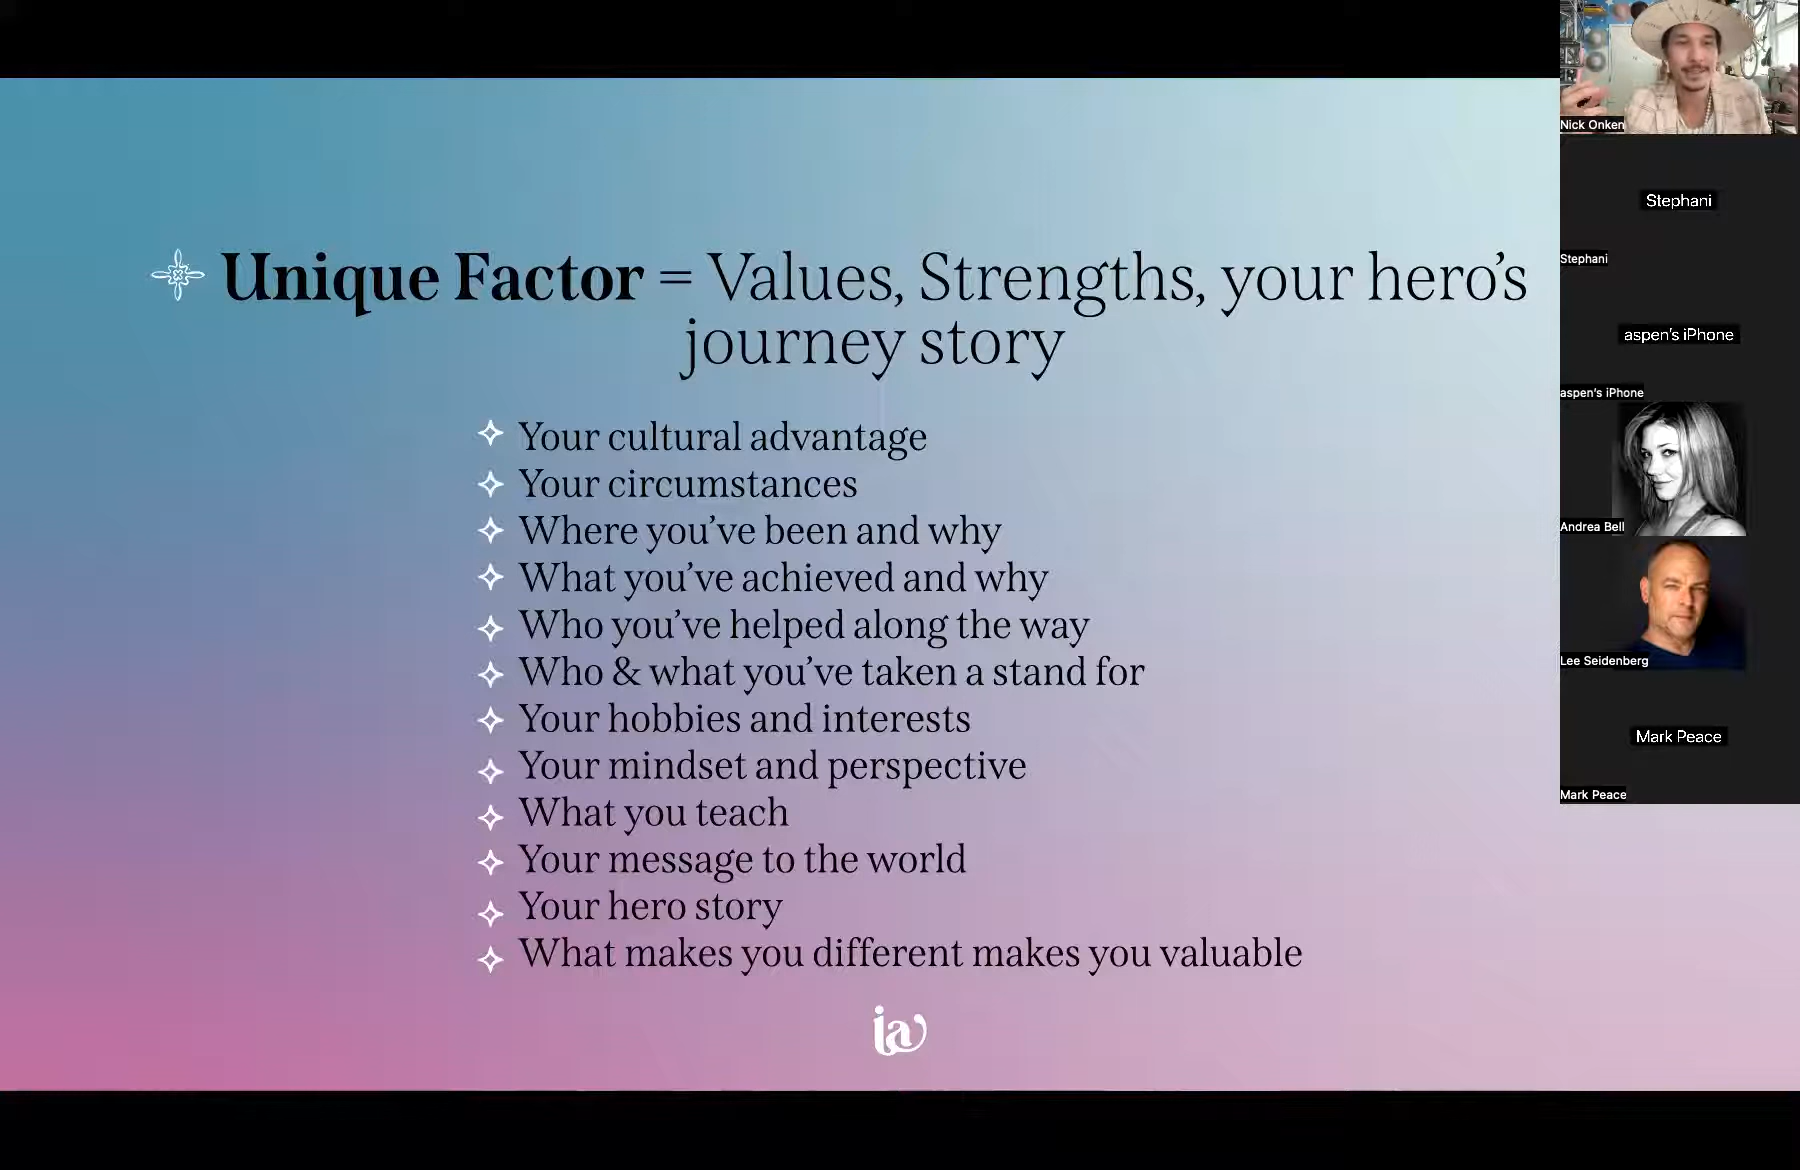 Unique Factor = Values, Strengths, your hero’s
journey story
Your cultural advantage
Your circumstances
Where you’ve been and why
What you’ve achieved and why
Who you’ve helped along the way
Who & what you’ve taken a stand for
Your hobbies and interests
Your mindset and perspective
What you teach
Your message to the world
Your hero story
What makes you different makes you valuable
ia
Nick Onken
Stephani
Stephani
aspen’s iPhone
aspen’s iPhone
Andrea Bell
Lee Seidenberg
Mark Peace
Mark Peace